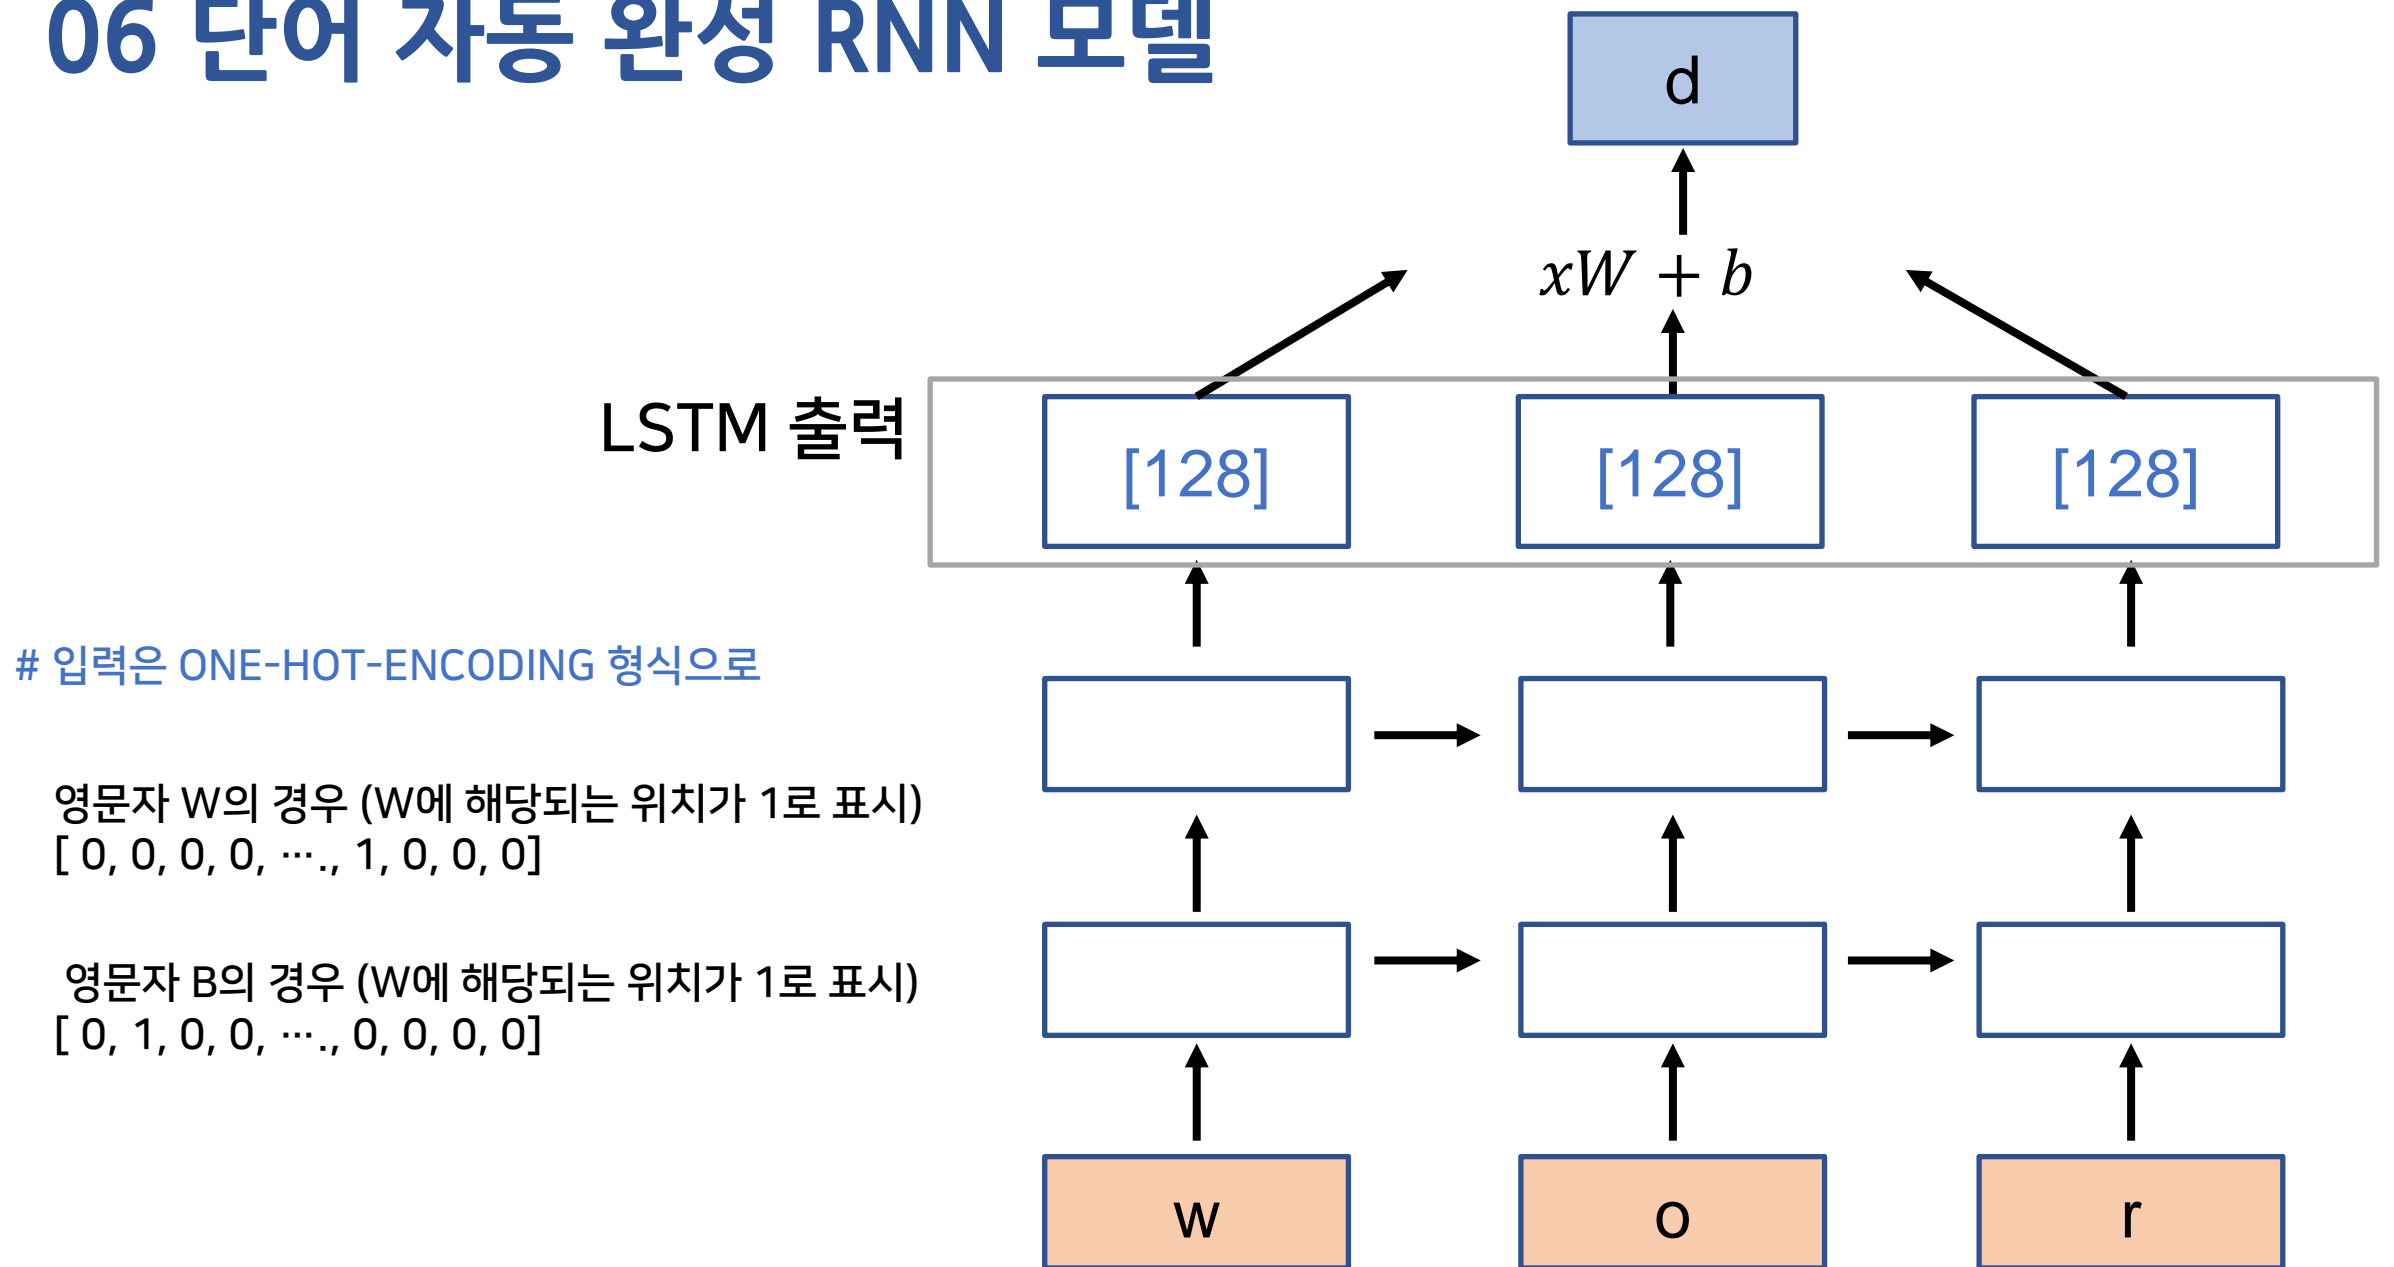 06 단어 자동 완성 RNN 모델
d
xW + b
LSTM 출력
[128]
[128]
[128]
# 입력은 ONE-HOT-ENCODING 형식으로
영문자 W의 경우 (W에 해당되는 위치가 1로 표시)
[ 0, 0, 0, 0, …., 1, 0, 0, 0]
영문자 B의 경우 (W에 해당되는 위치가 1로 표시)
[ 0, 1, 0, 0, …., 0, 0, 0, 0]
w
o
r